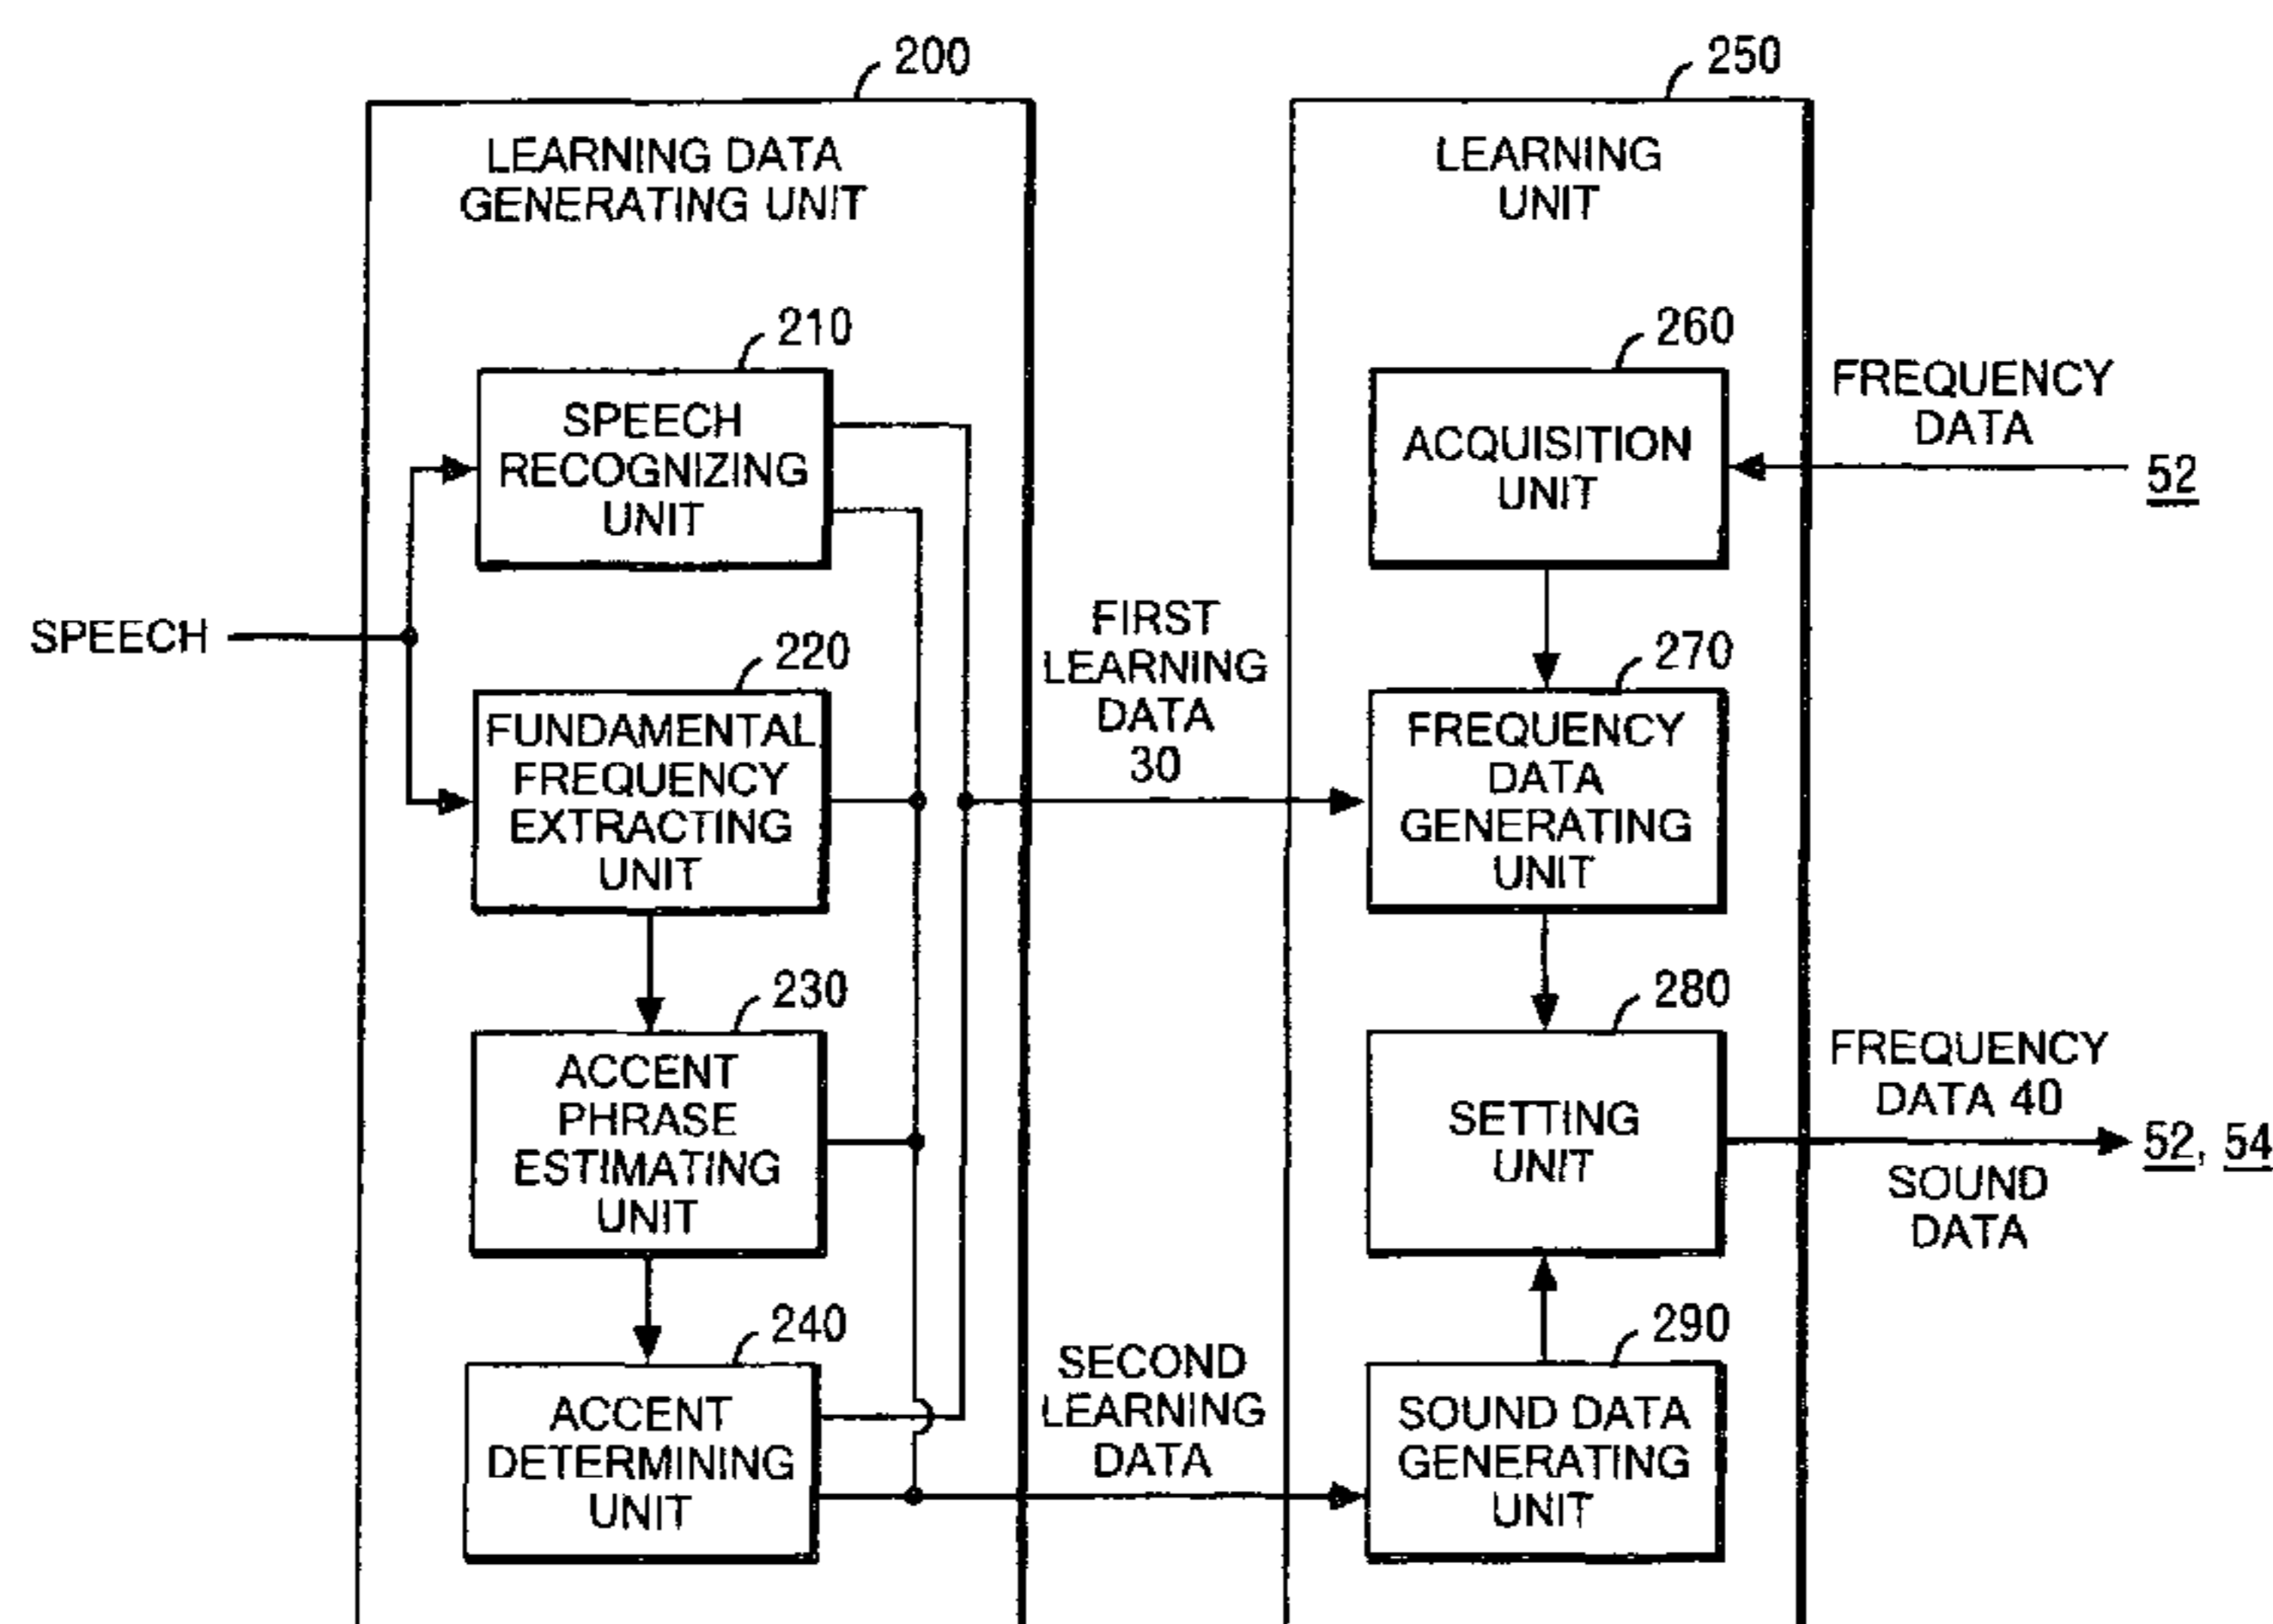 200
LEARNING DATA
GENERATING UNIT
210
SPEECH
RECOGNIZING
UNIT
SPEECH
220
FUNDAMENTAL
FREQUENCY
EXTRACTING
UNIT
230
ACCENT
PHRASE
ESTIMATING
UNIT
240
ACCENT
DETERMINING
UNIT
FIRST
LEARNING
DATA
30
SECOND
LEARNING
DATA
250
LEARNING
UNIT
260
ACQUISITION
UNIT
FREQUENCY
DATA
52
270
FREQUENCY
DATA
GENERATING
UNIT
280
SETTING
UNIT
FREQUENCY
DATA 40
52, 54
SOUND
DATA
290
SOUND DATA
GENERATING
UNIT